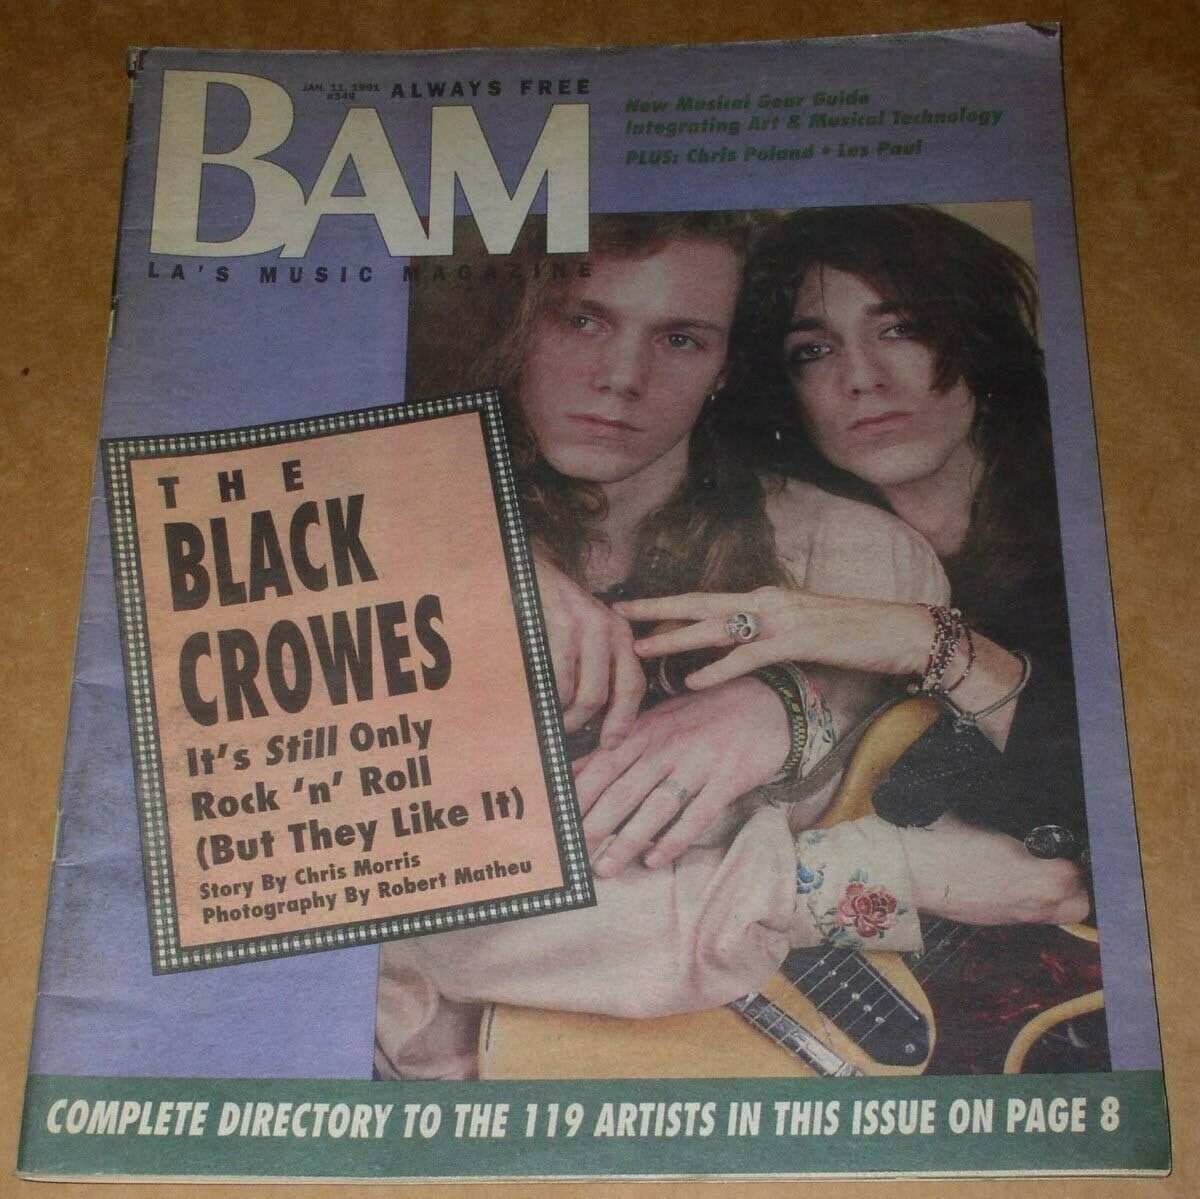 JAN. 11, 1991
#349
ALWAYS FREE
BAM
LA'S MUSIC MAGAZINE
New Musical Gear Guide
Integrating Art & Musical Technology
PLUS: Chris Poland • Les Paul
THE
BLACK
CROWES
It's Still Only
Rock 'n' Roll
(But They Like It)
Story By Chris Morris
Photography By Robert Matheu
COMPLETE DIRECTORY TO THE 119 ARTISTS IN THIS ISSUE ON PAGE 8